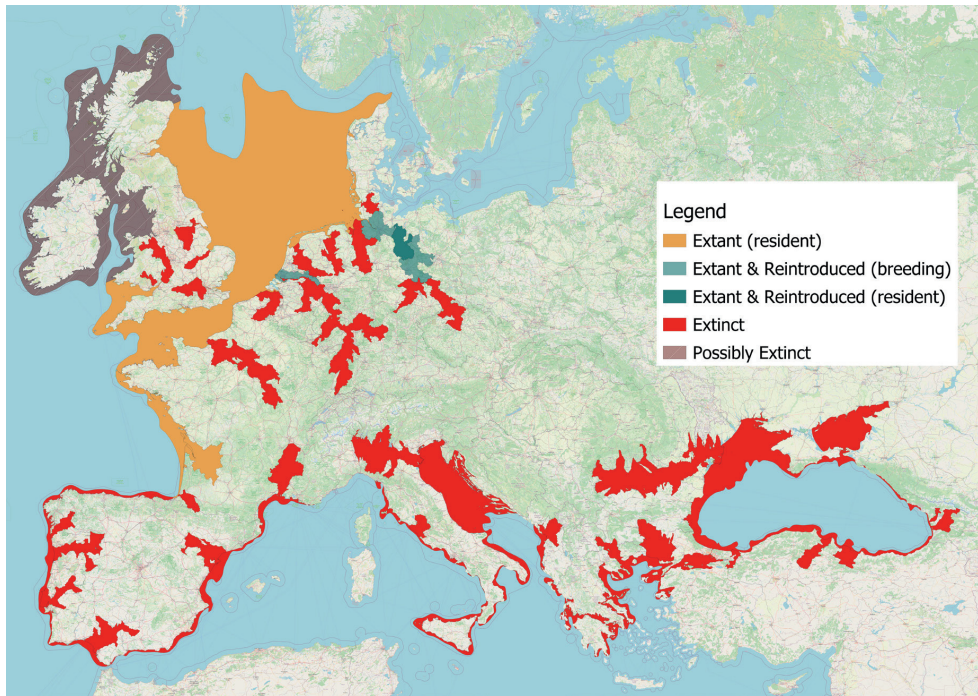 Legend
Extant (resident)
Extant & Reintroduced (breeding)
Extant & Reintroduced (resident)
Extinct
Possibly Extinct